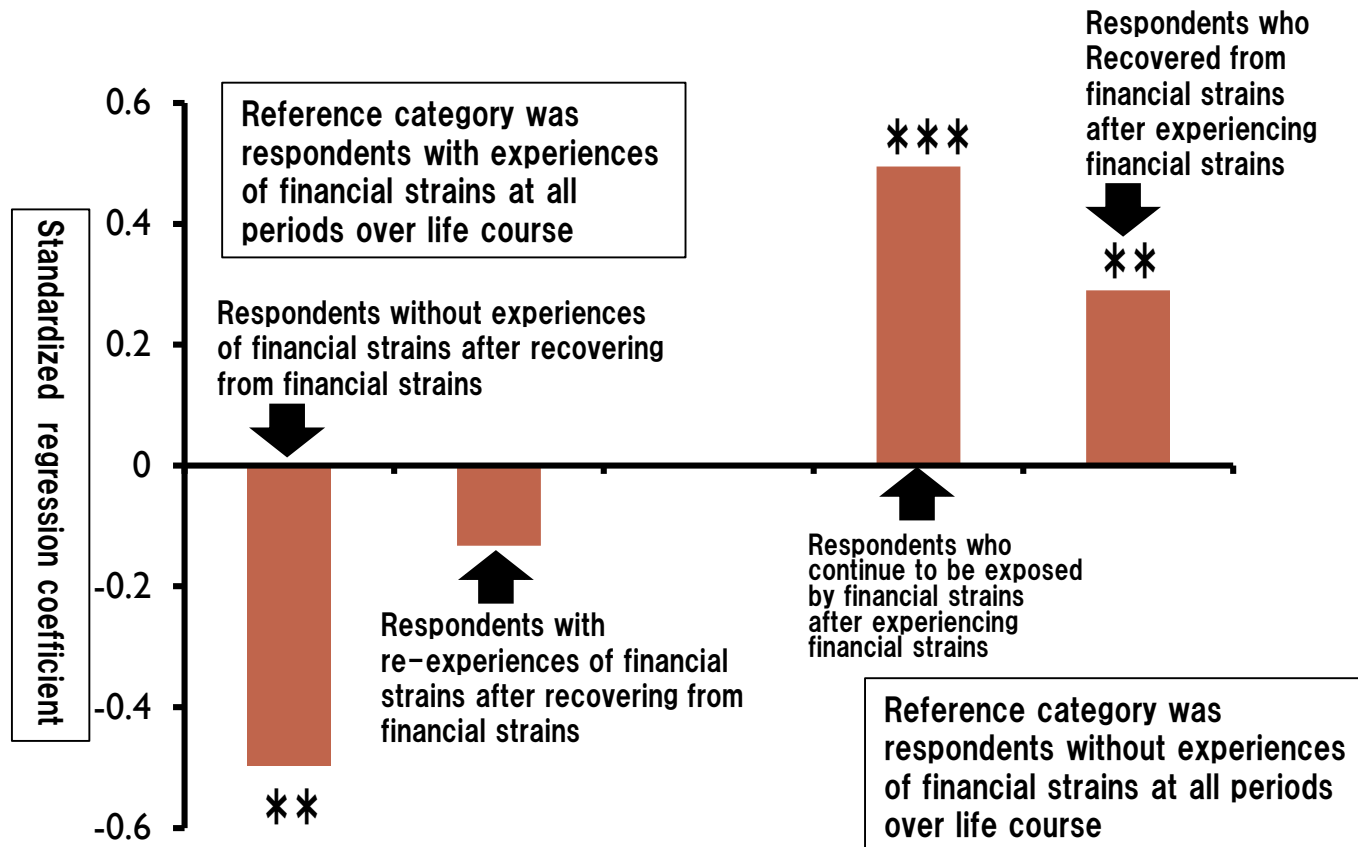 Respondents who
Recovered from
financial strains
after experiencing
financial strains
0.6
0.4
0.2
0
-0.2
-0.4
-0.6
Standardized regression coefficient
Reference category was
respondents with experiences
of financial strains at all
periods over life course
Respondents without experiences
of financial strains after recovering
from financial strains
***
**
Respondents with
re-experiences of financial
strains after recovering from
financial strains
Respondents who
continue to be exposed
by financial strains
after experiencing
financial strains
**
Reference category was
respondents without experiences
of financial strains at all periods
over life course